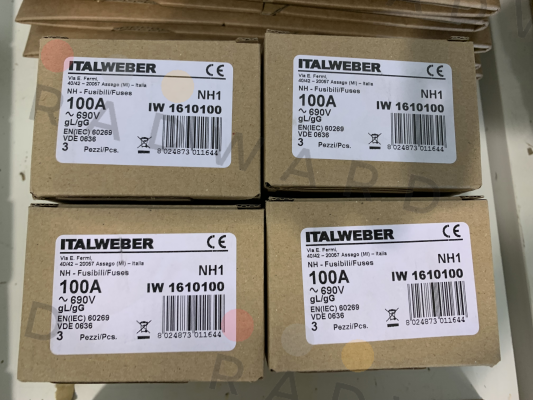 ITALWEBER
Via E. Fermi,
40/42 – 20057 Assago (MI) – Italia
NH - Fusibili/Fuses NH1
100A IW 1610100
~ 690V
gL/gG
EN(IEC) 60269
VDE 0636
3 Pezzi/Pcs. 8 024873 011644
ITALWEBER
Via E. Fermi,
40/42 – 20057 Assago (MI) – Italia
NH - Fusibili/Fuses NH1
100A IW 1610100
~ 690V
gL/gG
EN(IEC) 60269
VDE 0636
3 Pezzi/Pcs. 8 024873 011644
ITALWEBER
Via E. Fermi,
40/42 – 20057 Assago (MI) – Italia
NH - Fusibili/Fuses NH1
100A IW 1610100
~ 690V
gL/gG
EN(IEC) 60269
VDE 0636
3 Pezzi/Pcs. 8 024873 011644
ITALWEBER
Via E. Fermi,
40/42 – 20057 Assago (MI) – Italia
NH - Fusibili/Fuses NH1
100A IW 1610100
~ 690V
gL/gG
EN(IEC) 60269
VDE 0636
3 Pezzi/Pcs. 8 024873 011644